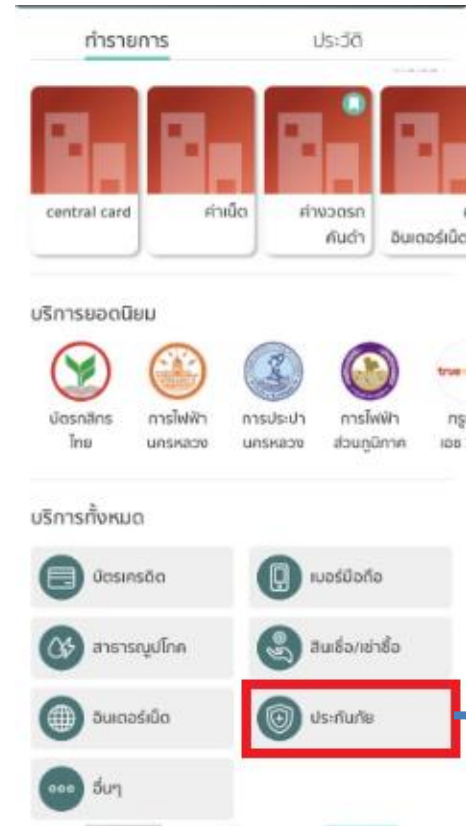 ทำรายการ
ประวัติ
central card
ค่าเน็ต
ค่างวดรถ
คันดำ
อินเตอร์เน็ต
บริการยอดนิยม
true
บัตรกสิกร
ไทย
การไฟฟ้า
นครหลวง
การประปา
นครหลวง
การไฟฟ้า
ส่วนภูมิภาค
บริการทั้งหมด
บัตรเครดิต
เบอร์มือถือ
สาธารณูปโภค
สินเชื่อ/เช่าซื้อ
อินเตอร์เน็ต
ประกันภัย
อื่นๆ